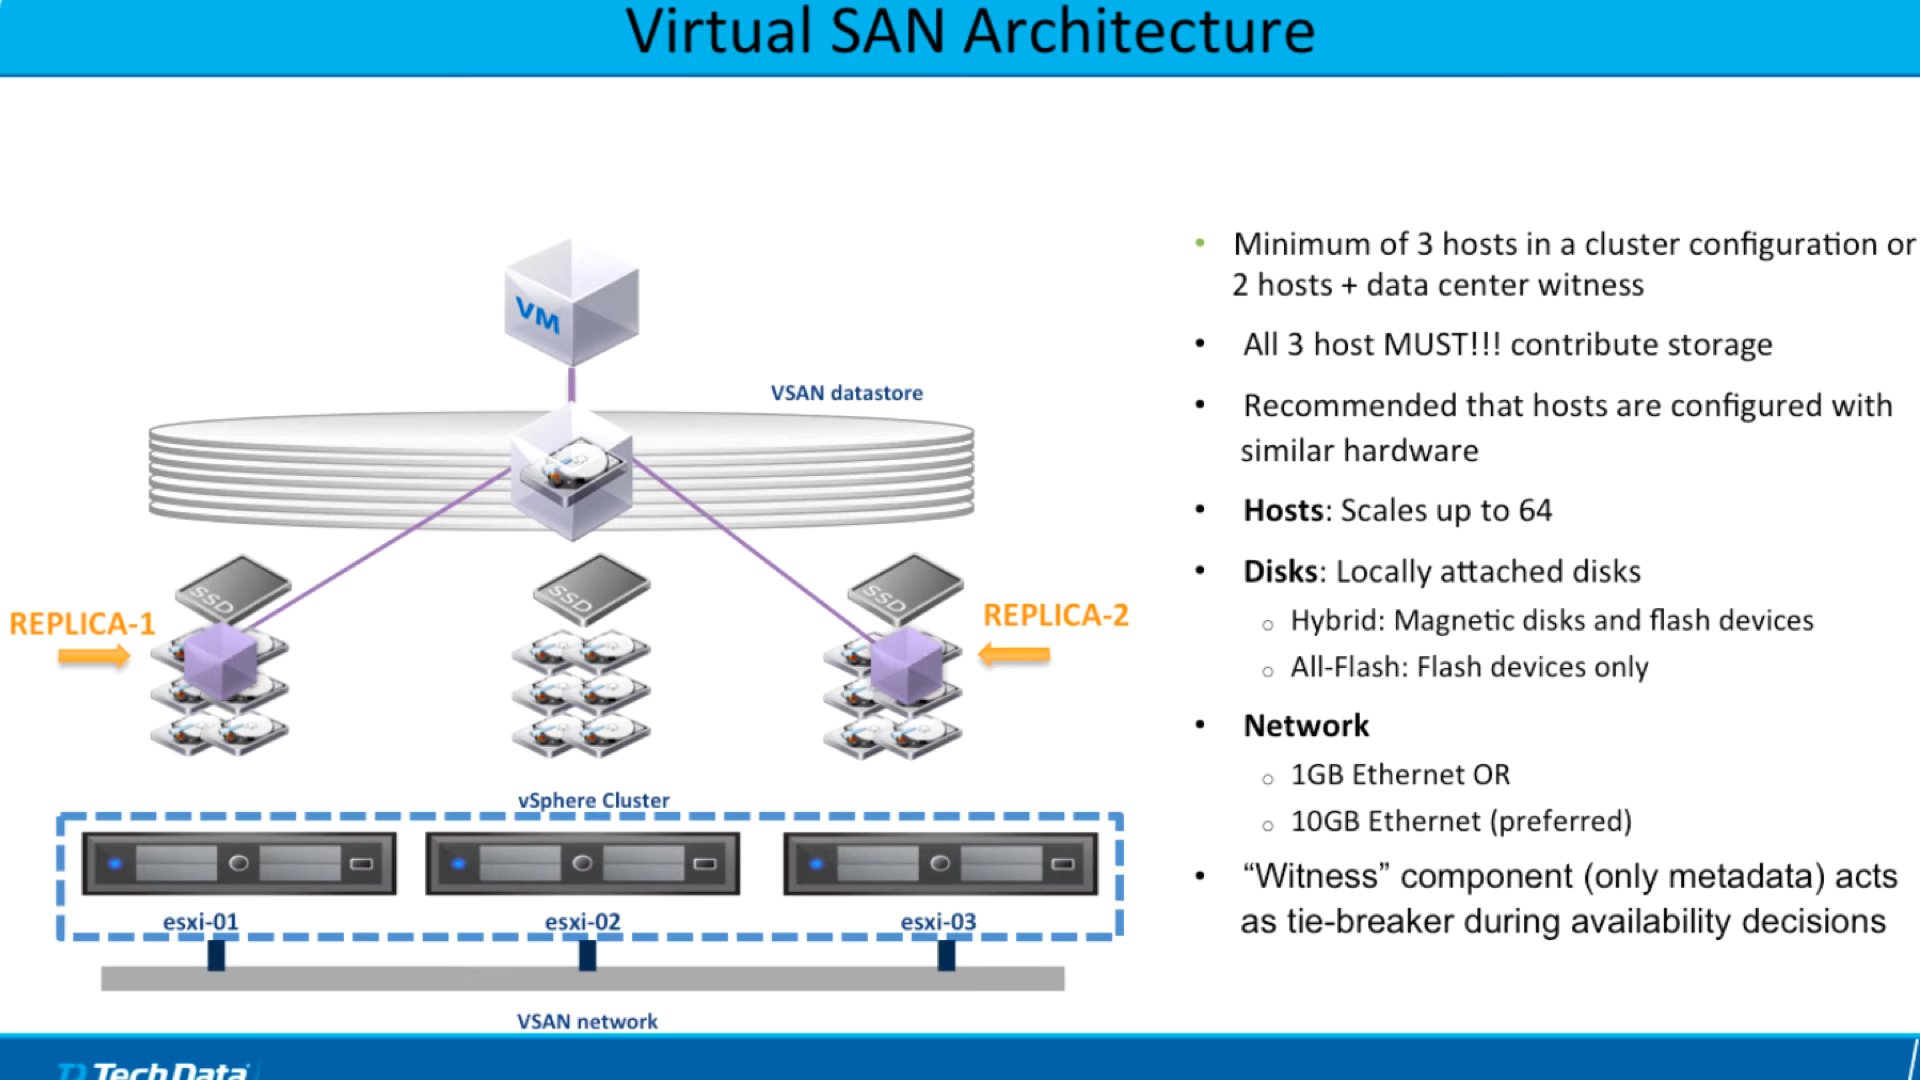 Virtual SAN Architecture
VM
VSAN datastore
SSD
SSD
SSD
REPLICA-1
REPLICA-2
vSphere Cluster
esxi-01
esxi-02
esxi-03
VSAN network
• Minimum of 3 hosts in a cluster configuration or
2 hosts + data center witness
• All 3 host MUST!!! contribute storage
• Recommended that hosts are configured with
similar hardware
• Hosts: Scales up to 64
• Disks: Locally attached disks
○ Hybrid: Magnetic disks and flash devices
○ All-Flash: Flash devices only
• Network
○ 1GB Ethernet OR
○ 10GB Ethernet (preferred)
• “Witness” component (only metadata) acts
as tie-breaker during availability decisions
Tech Data